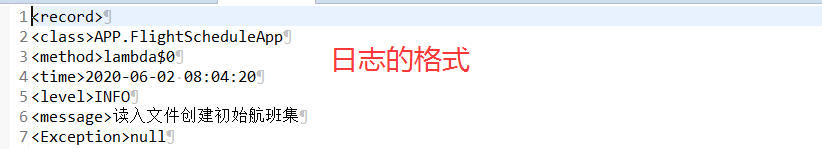 1 <record>
2 <class>APP.FlightScheduleApp
3 <method>lambda$0
4 <time>2020-06-02 08:04:20
5 <level>INFO
6 <message>读入文件创建初始航班集
7 <Exception>null
日志的格式